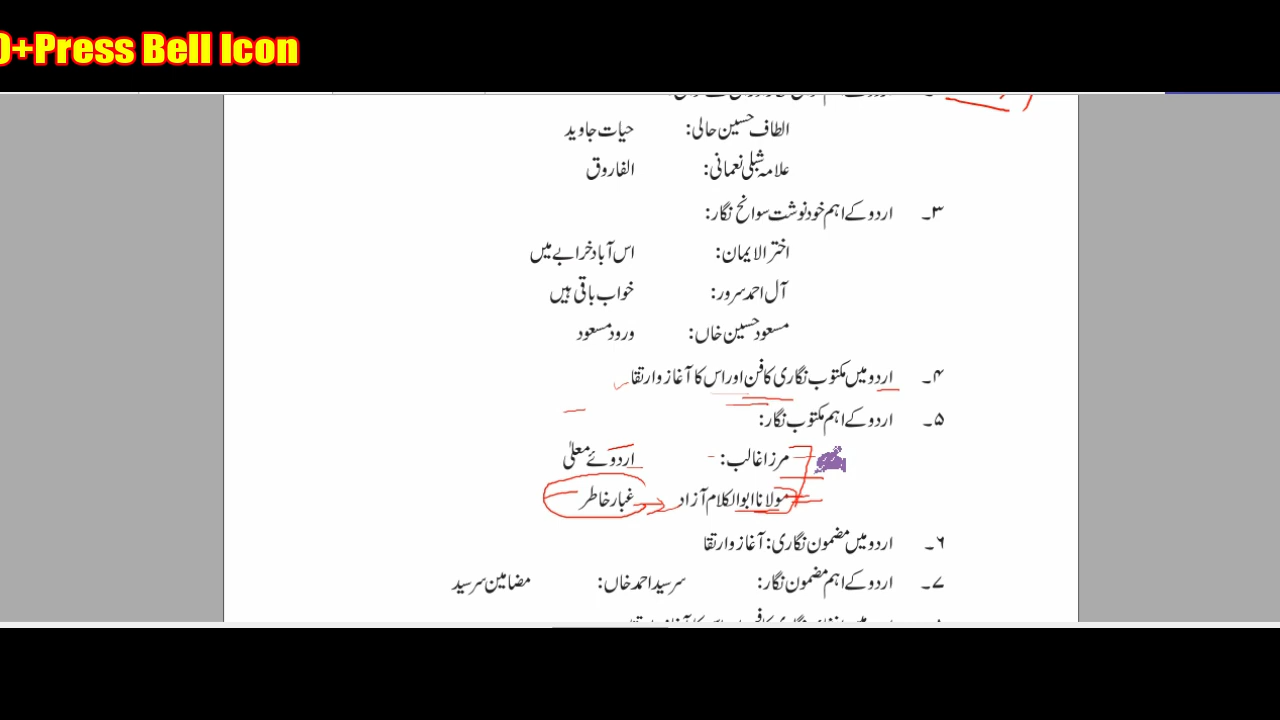 +Press Bell Icon
الطاف حسین حالی: حیات جاوید
علامہ شبلی نعمانی: الفاروق
۳۔ اردو کے اہم خودنوشت سوانح نگار:
اختر الایمان: اس آباد خرابے میں
آل احمد سرور: خواب باقی ہیں
مسعود حسین خاں: ورود مسعود
۴۔ اردو میں مکتوب نگاری کا فن اور اس کا آغاز و ارتقا
۵۔ اردو کے اہم مکتوب نگار:
مرزا غالب: اردوئے معلیٰ
مولانا ابوالکلام آزاد غبار خاطر
۶۔ اردو میں مضمون نگاری: آغاز و ارتقا
۷۔ اردو کے اہم مضمون نگار: سرسید احمد خاں: مضامین سرسید